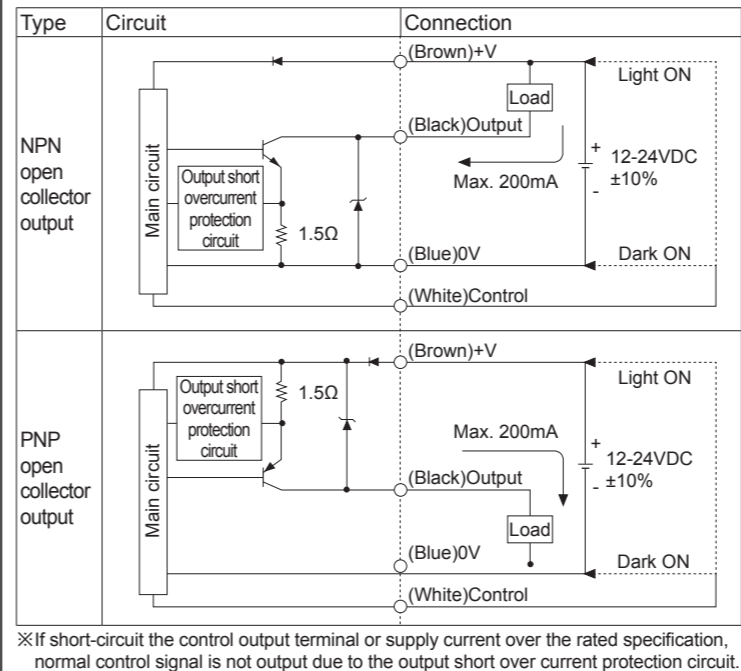 Type Circuit Connection
NPN
open
collector
output
Main circuit
Output short
overcurrent
protection
circuit
1.5Ω
(Brown)+V
Load
(Black)Output
Max. 200mA
(Blue)0V
(White)Control
Light ON
+
12-24VDC
±10%
-
Dark ON
PNP
open
collector
output
Main circuit
Output short
overcurrent
protection
circuit
1.5Ω
(Brown)+V
Max. 200mA
(Black)Output
Load
(Blue)0V
(White)Control
Light ON
+
12-24VDC
±10%
-
Dark ON
※If short-circuit the control output terminal or supply current over the rated specification,
normal control signal is not output due to the output short over current protection circuit.